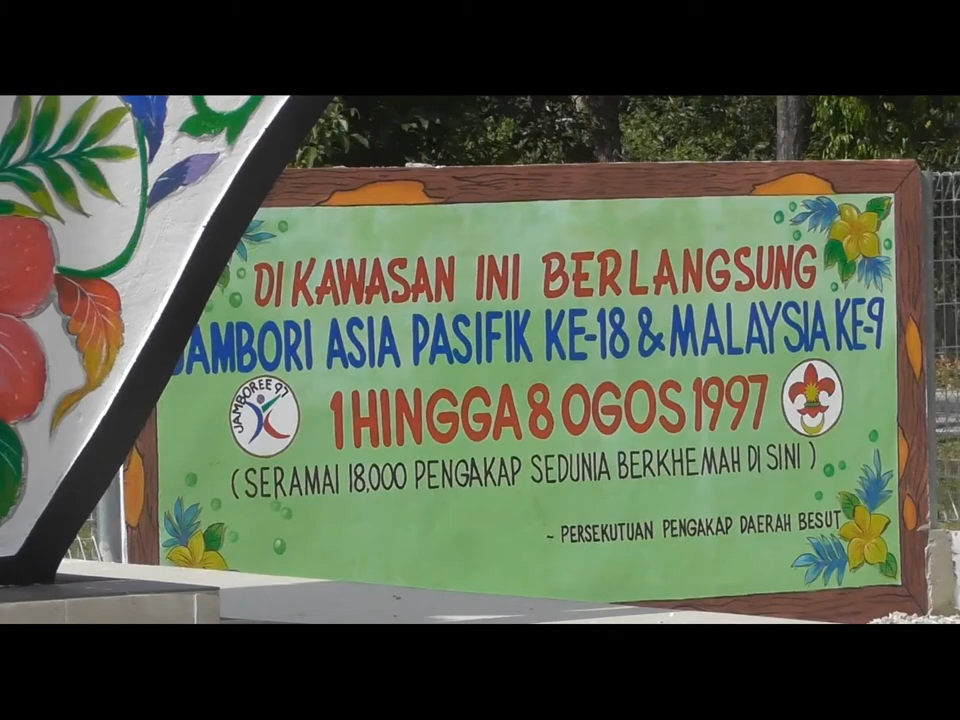 DI KAWASAN INI BERLANGSUNG
JAMBORI ASIA PASIFIK KE-18 & MALAYSIA KE-9
JAMBOREE 97
1 HINGGA 8 OGOS 1997
(SERAMAI 18,000 PENGAKAP SEDUNIA BERKHEMAH DI SINI)
~ PERSEKUTUAN PENGAKAP DAERAH BESUT